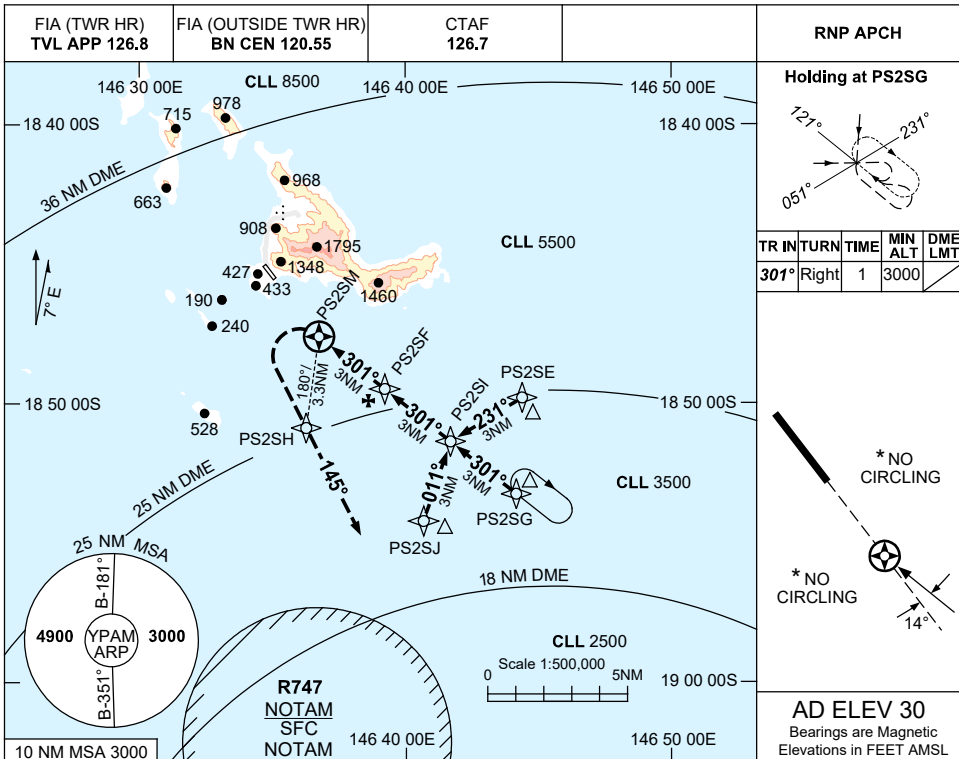 FIA (TWR HR)
TVL APP 126.8
FIA (OUTSIDE TWR HR)
BN CEN 120.55
CTAF
126.7
RNP APCH
146 30 00E
CLL 8500
146 40 00E
146 50 00E
18 40 00S
18 40 00S
715
978
36 NM DME
663
968
908
1795
CLL 5500
427
1348
433
1460
190
240
7° E
PS2SM
PS2SF
PS2SI
PS2SE
301°
3NM
301°
3NM
231°
3NM
301°
3NM
011°
3NM
180°/
3.3NM
18 50 00S
18 50 00S
528
PS2SH
145°
CLL 3500
PS2SG
PS2SJ
25 NM DME
18 NM DME
25 NM MSA
B-181°
4900
YPAM
ARP
3000
B-351°
10 NM MSA 3000
R747
NOTAM
SFC
NOTAM
CLL 2500
Scale 1:500,000
0
5NM
19 00 00S
146 40 00E
146 50 00E
Holding at PS2SG
121°
231°
051°
TR IN TURN TIME MIN ALT DME LMT
301° Right 1 3000
*NO
CIRCLING
*NO
CIRCLING
14°
AD ELEV 30
Bearings are Magnetic
Elevations in FEET AMSL